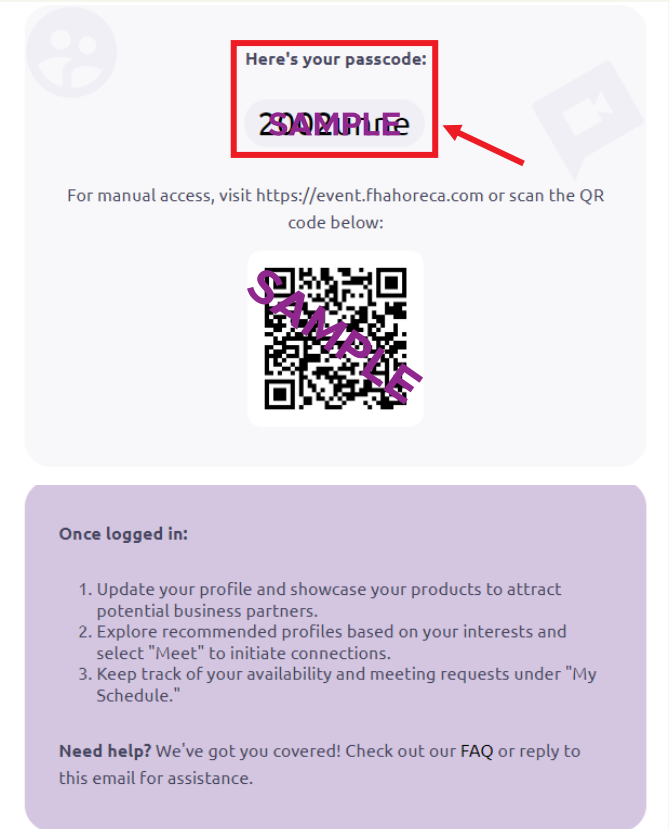 Here's your passcode:
SAMPLE
For manual access, visit https://event.fhahoreca.com or scan the QR
code below:
SAMPLE
Once logged in:
1. Update your profile and showcase your products to attract
potential business partners.
2. Explore recommended profiles based on your interests and
select "Meet" to initiate connections.
3. Keep track of your availability and meeting requests under "My
Schedule."
Need help? We've got you covered! Check out our FAQ or reply to
this email for assistance.